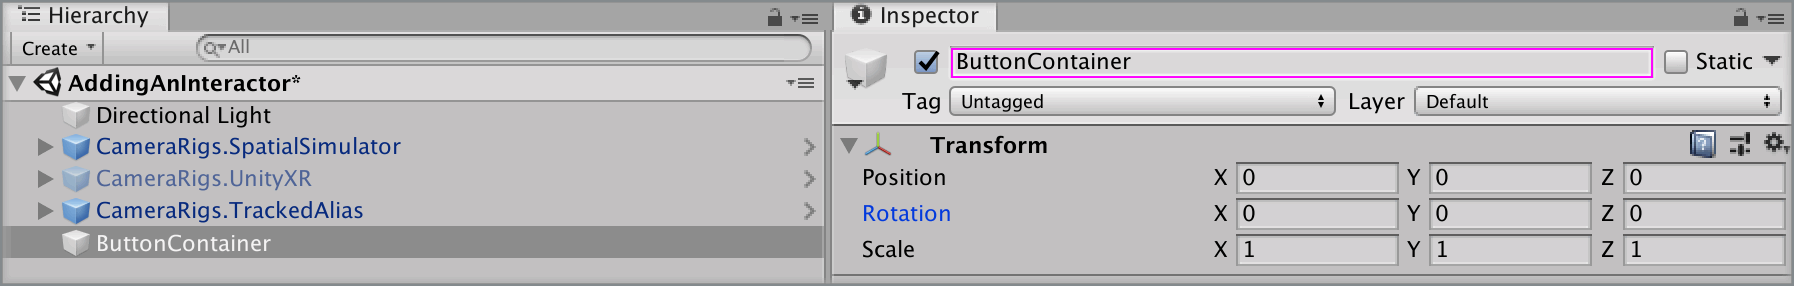 Hierarchy
Create
All
AddingAnInteractor*
Directional Light
CameraRigs.SpatialSimulator
CameraRigs.UnityXR
CameraRigs.TrackedAlias
ButtonContainer
Inspector
ButtonContainer Static
Tag Untagged Layer Default
Transform
Position X 0 Y 0 Z 0
Rotation X 0 Y 0 Z 0
Scale X 1 Y 1 Z 1